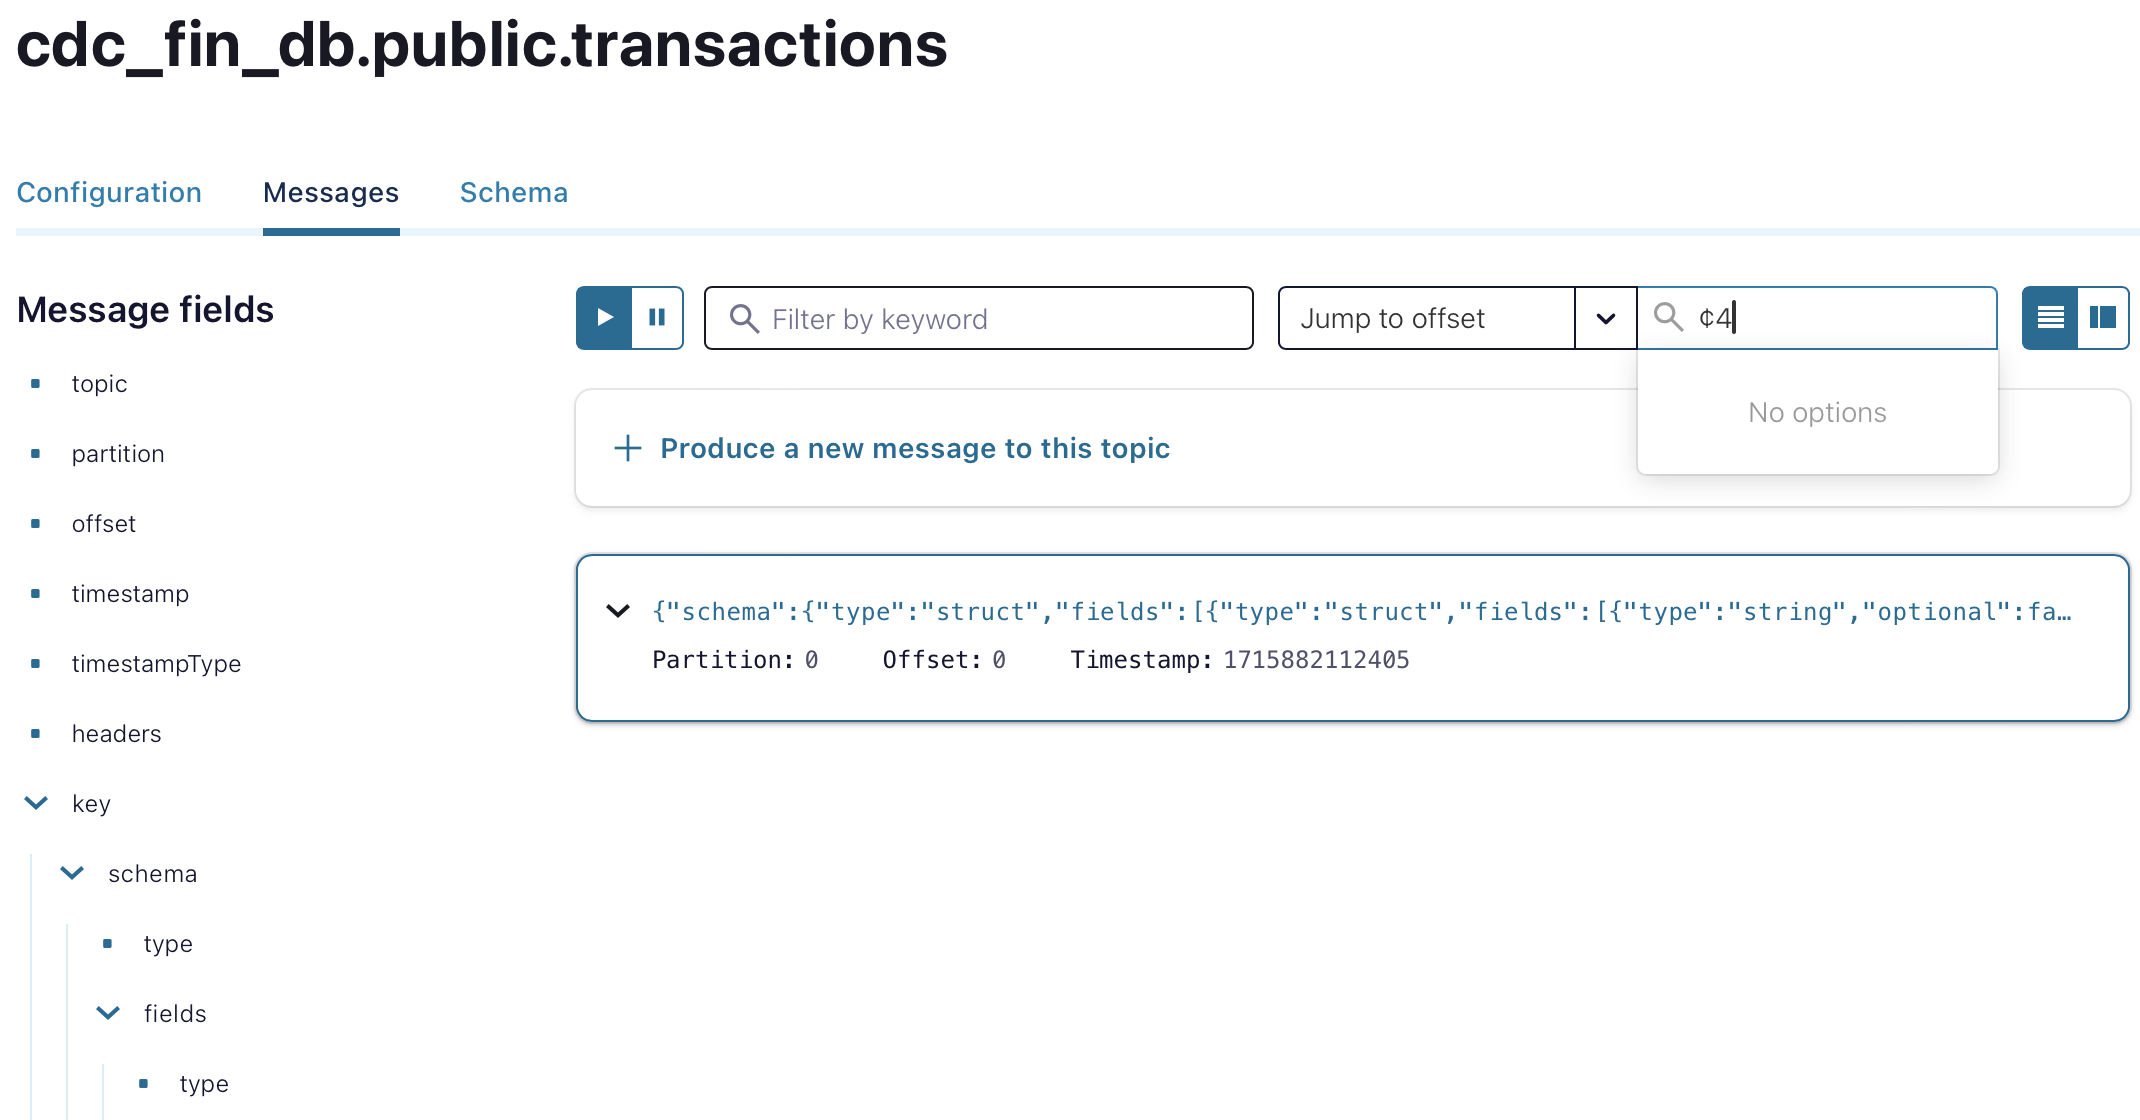 cdc_fin_db.public.transactions
Configuration Messages Schema
Message fields
topic
partition
offset
timestamp
timestampType
headers
key
schema
type
fields
type
Filter by keyword
Jump to offset
¢4
No options
Produce a new message to this topic
{"schema":{"type":"struct","fields":[{"type":"struct","fields":[{"type":"string","optional":fa…
Partition: 0 Offset: 0 Timestamp: 1715882112405